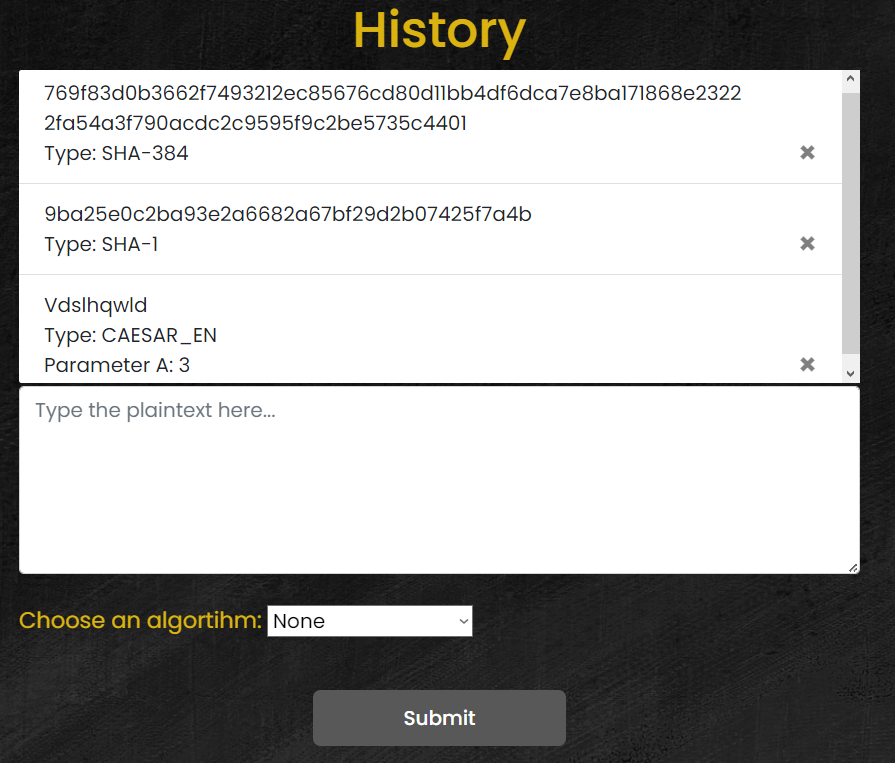 History
769f83d0b3662f7493212ec85676cd80d11bb4df6dca7e8ba171868e2322
2fa54a3f790acdc2c9595f9c2be5735c4401
Type: SHA-384
9ba25e0c2ba93e2a6682a67bf29d2b07425f7a4b
Type: SHA-1
Vdslhqwld
Type: CAESAR_EN
Parameter A: 3
Type the plaintext here...
Choose an algortihm: None
Submit